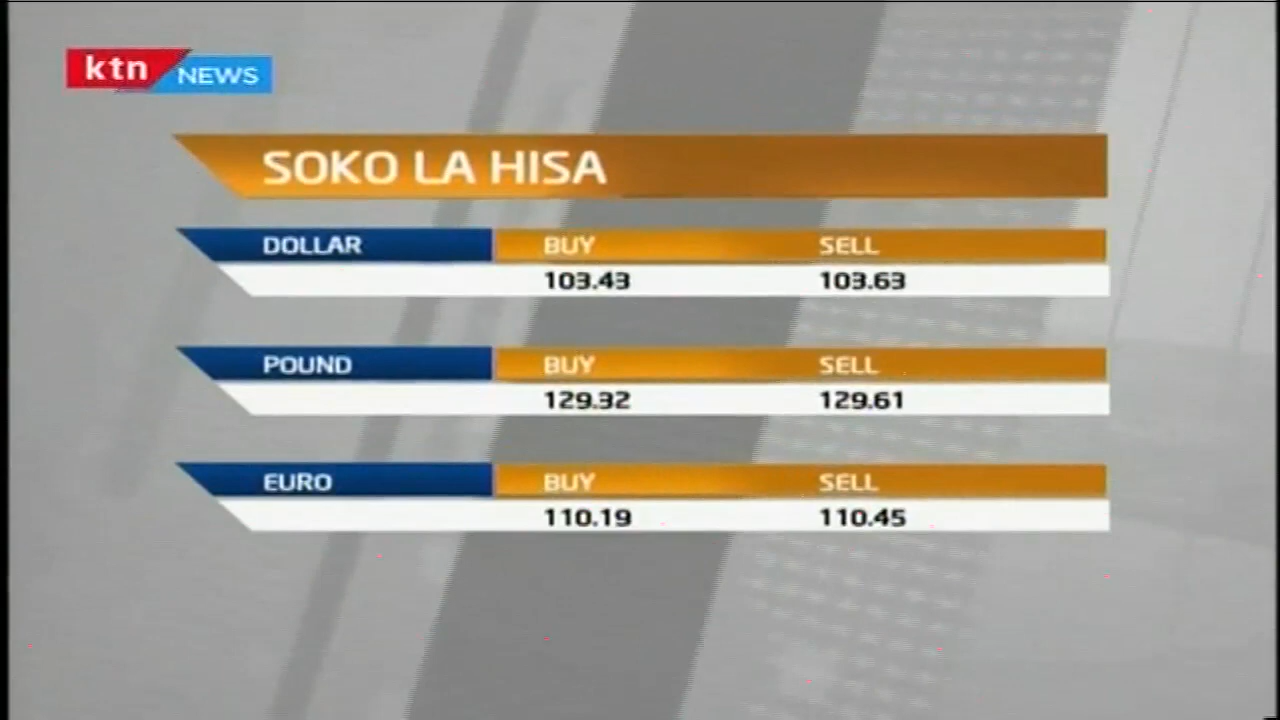 ktn NEWS
SOKO LA HISA
DOLLAR BUY SELL
103.43 103.63
POUND BUY SELL
129.32 129.61
EURO BUY SELL
110.19 110.45